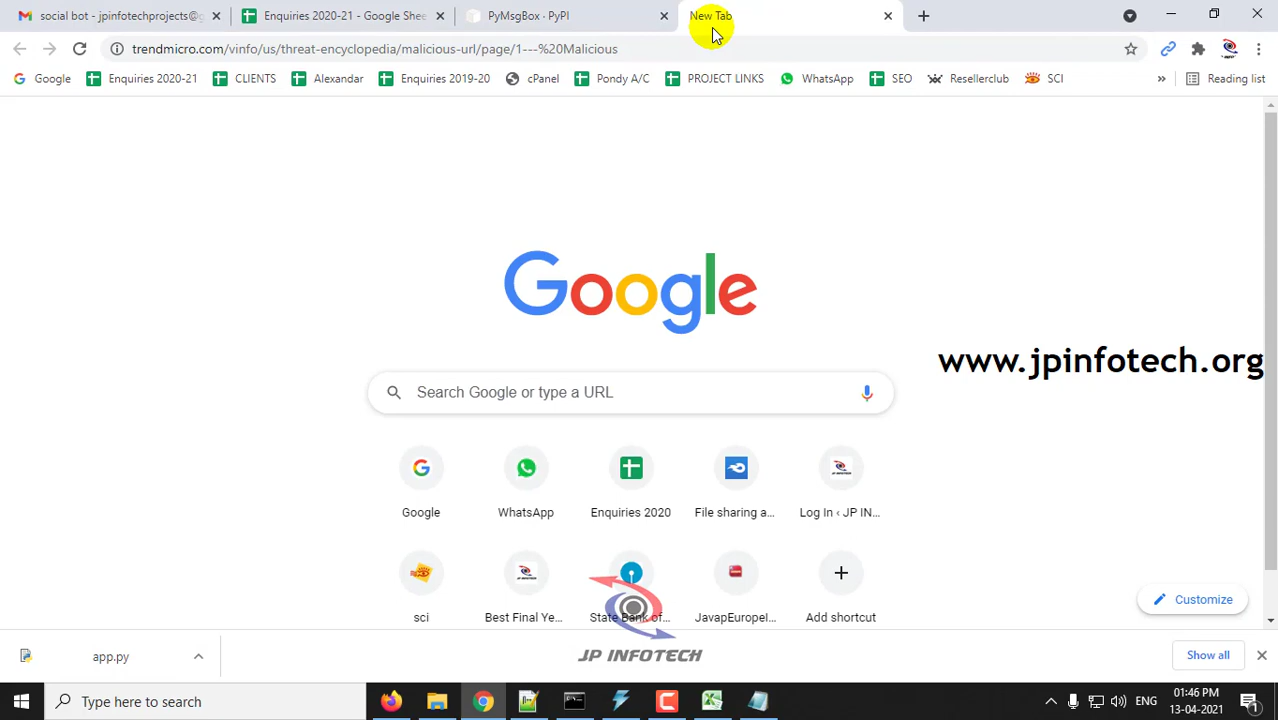 social bot - jpinfotechprojects@g
Enquiries 2020-21 - Google Shee
PyMsgBox · PyPI
New Tab
trendmicro.com/vinfo/us/threat-encyclopedia/malicious-url/page/1---%20Malicious
Google
Enquiries 2020-21
CLIENTS
Alexandar
Enquiries 2019-20
cPanel
Pondy A/C
PROJECT LINKS
WhatsApp
SEO
Resellerclub
SCI
»
Reading list
Google
www.jpinfotech.org
Search Google or type a URL
Google
WhatsApp
Enquiries 2020
File sharing a...
Log In ‹ JP IN...
sci
Best Final Ye...
State Bank of...
JavapEuropeI...
Add shortcut
Customize
app.py
JP INFOTECH
Show all
Type here to search
ENG
01:46 PM
13-04-2021
1